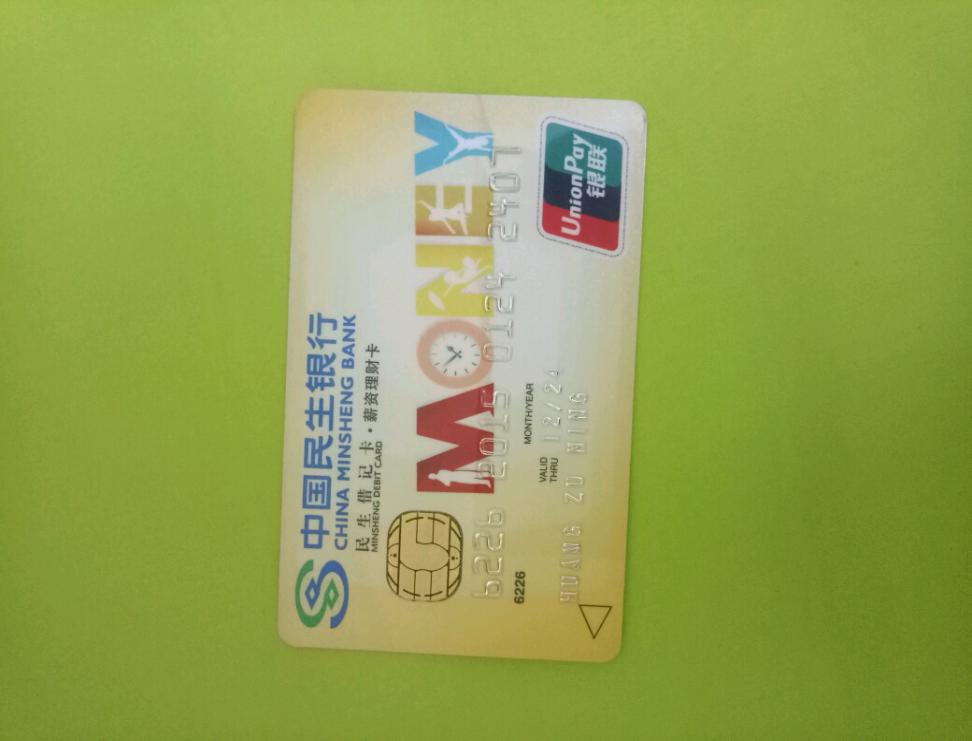 中国民生银行
CHINA MINSHENG BANK
民生借记卡·薪资理财卡
MINSHENG DEBIT CARD
MONEY
6226 2015 0124 2407
6226
MONTH/YEAR
VALID THRU 12/24
HUANG ZU
UnionPay
银联